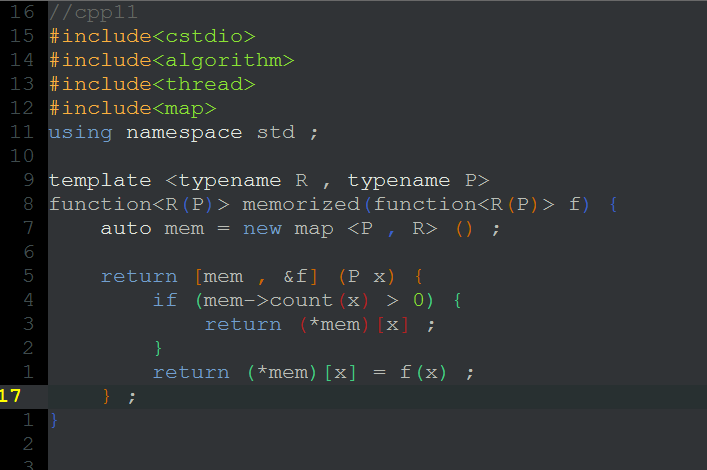 16 //cpp11
15 #include<cstdio>
14 #include<algorithm>
13 #include<thread>
12 #include<map>
11 using namespace std ;
10
9 template <typename R , typename P>
8 function<R(P)> memorized(function<R(P)> f) {
7     auto mem = new map <P , R> () ;
6
5     return [mem , &f] (P x) {
4         if (mem->count(x) > 0) {
3             return (*mem)[x] ;
2         }
1         return (*mem)[x] = f(x) ;
17     } ;
1 }
2
3